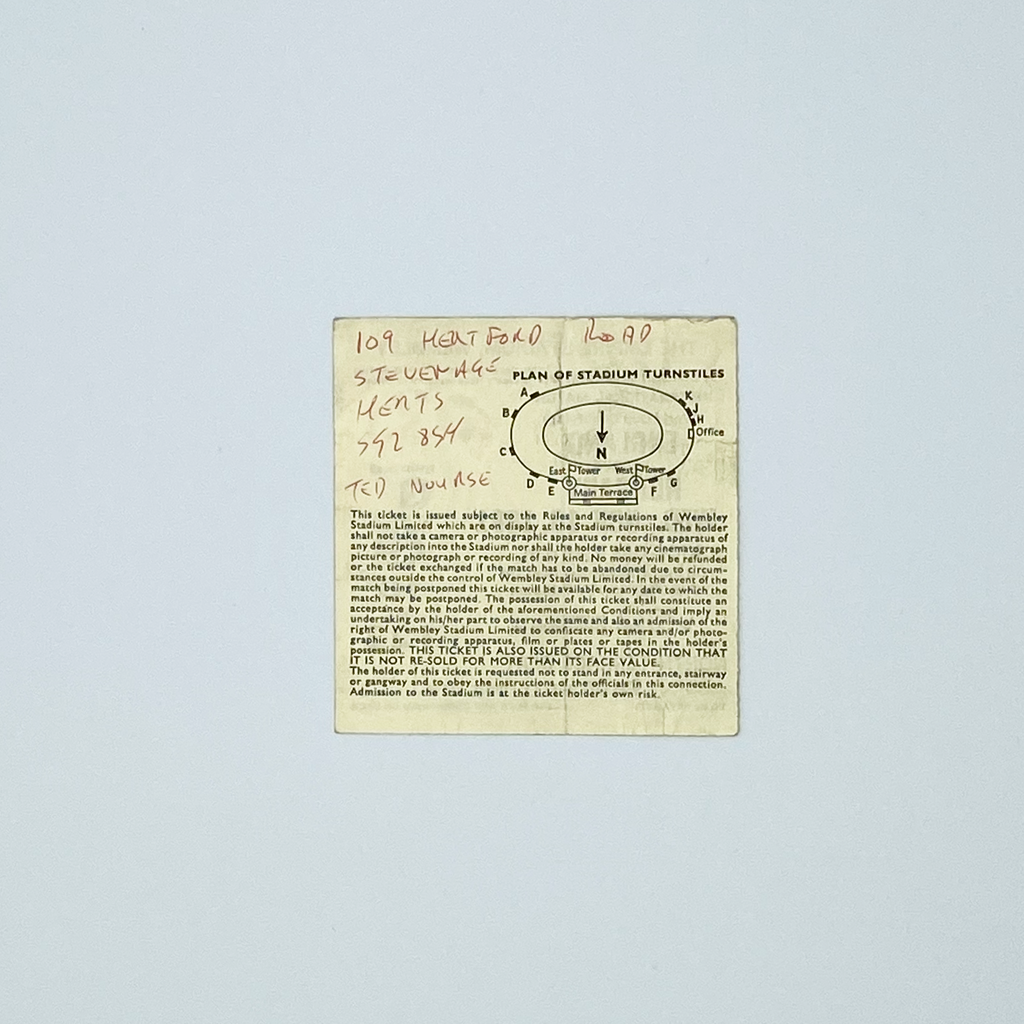 109 HERTFORD ROAD
STEVENAGE
HERTS
TED NOURSE
PLAN OF STADIUM TURNSTILES
A
B
C
D
E
F
G
K
J
H
Office
N
East Tower
West Tower
Main Terrace
This ticket is issued subject to the Rules and Regulations of Wembley
Stadium Limited which are on display at the Stadium turnstiles. The holder
shall not take a camera or photographic apparatus or recording apparatus of
any description into the Stadium nor shall the holder take any cinematograph
picture or photograph or recording of any kind. No money will be refunded
or the ticket exchanged if the match has to be abandoned due to circum-
stances outside the control of Wembley Stadium Limited. In the event of the
match being postponed this ticket will be available for any date to which the
match may be postponed. The possession of this ticket shall constitute an
acceptance by the holder of the aforementioned Conditions and imply an
undertaking on his/her part to observe the same and also an admission of the
right of Wembley Stadium Limited to confiscate any camera and/or photo-
graphic or recording apparatus, film or plates or tapes in the holder's
possession. THIS TICKET IS ALSO ISSUED ON THE CONDITION THAT
IT IS NOT RE-SOLD FOR MORE THAN ITS FACE VALUE.
The holder of this ticket is requested not to stand in any entrance, stairway
or gangway and to obey the instructions of the officials in this connection.
Admission to the Stadium is at the ticket holder's own risk.